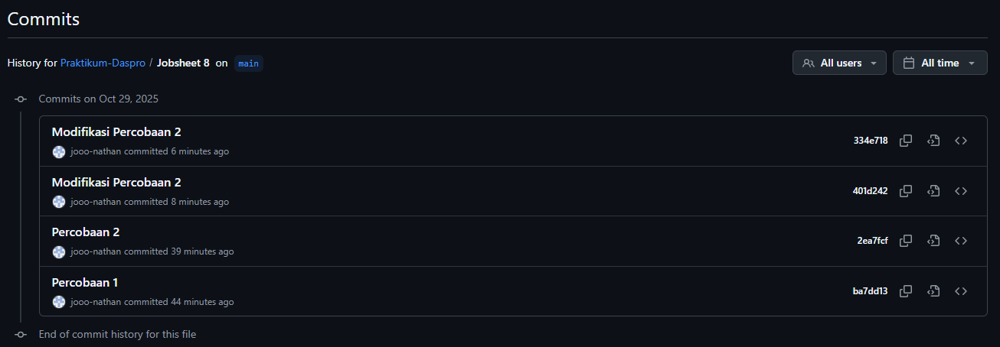 Commits
History for Praktikum-Daspro / Jobsheet 8 on main
All users
All time
Commits on Oct 29, 2025
Modifikasi Percobaan 2
jooo-nathan committed 6 minutes ago
334e718
Modifikasi Percobaan 2
jooo-nathan committed 8 minutes ago
401d242
Percobaan 2
jooo-nathan committed 39 minutes ago
2ea7fcf
Percobaan 1
jooo-nathan committed 44 minutes ago
ba7dd13
End of commit history for this file